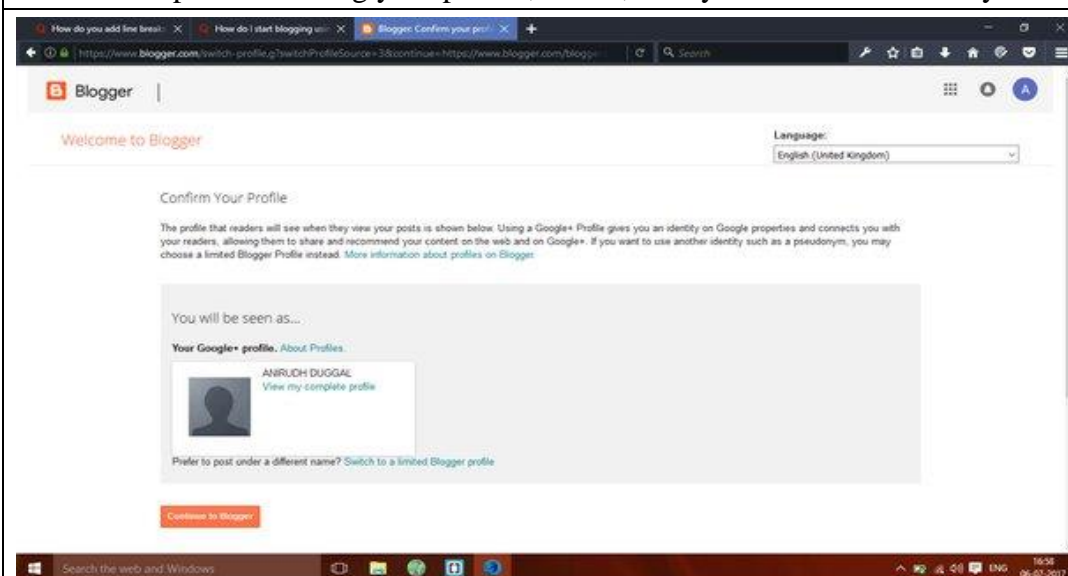 How do you add line break
How do I start blogging usin
Blogger: Confirm your prof
https://www.blogger.com/switch-profile.g?switchProfileSource=3&continue=https://www.blogger.com/blogge
Search
Blogger
A
Welcome to Blogger
Language:
English (United Kingdom)
Confirm Your Profile
The profile that readers will see when they view your posts is shown below. Using a Google+ Profile gives you an identity on Google properties and connects you with
your readers, allowing them to share and recommend your content on the web and on Google+. If you want to use another identity such as a pseudonym, you may
choose a limited Blogger Profile instead. More information about profiles on Blogger
You will be seen as...
Your Google+ profile. About Profiles.
ANIRUDH DUGGAL
View my complete profile
Prefer to post under a different name? Switch to a limited Blogger profile
Continue to Blogger
Search the web and Windows
ENG
16:58
06-07-2017